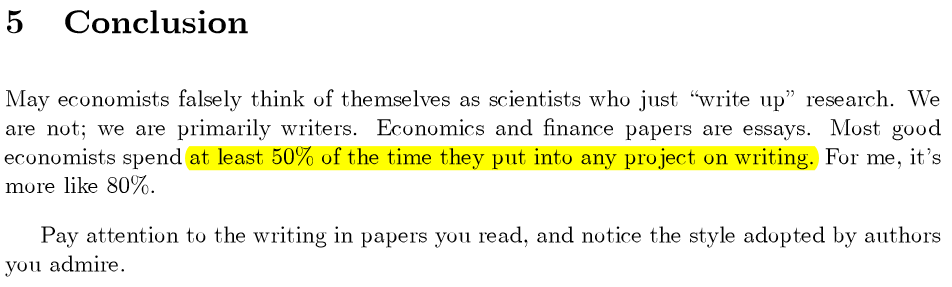 5 Conclusion
May economists falsely think of themselves as scientists who just “write up” research. We
are not; we are primarily writers. Economics and finance papers are essays. Most good
economists spend at least 50% of the time they put into any project on writing. For me, it’s
more like 80%.
Pay attention to the writing in papers you read, and notice the style adopted by authors
you admire.